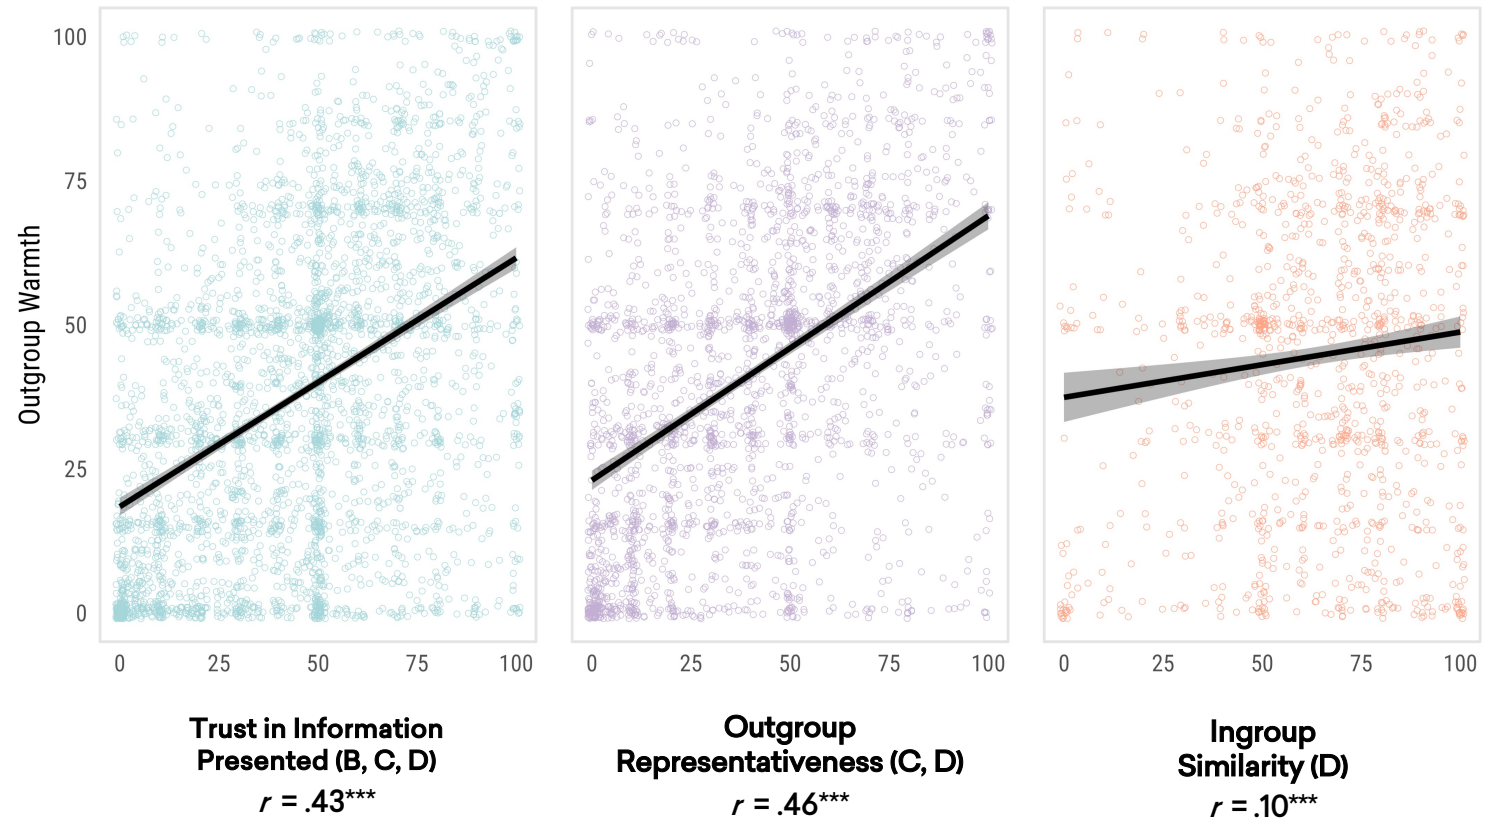 100
75
50
25
0
Outgroup Warmth
0 25 50 75 100
0 25 50 75 100
0 25 50 75 100
Trust in Information
Presented (B, C, D)
r = .43***
Outgroup
Representativeness (C, D)
r = .46***
Ingroup
Similarity (D)
r = .10***